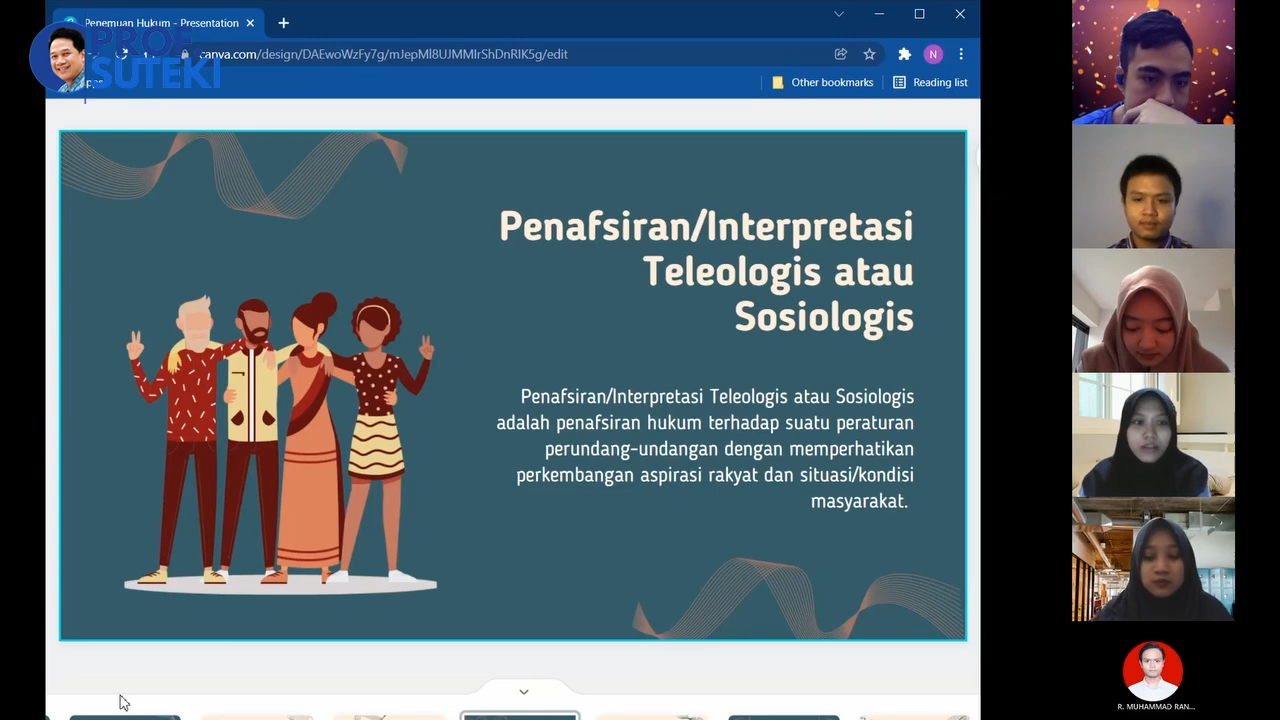 Penemuan Hukum - Presentation
PROF
SUTEKI
canva.com/design/DAEwoWzFy7g/mJepMl8UJMMIrShDnRlK5g/edit
N
Other bookmarks
Reading list
Penafsiran/Interpretasi
Teleologis atau
Sosiologis
Penafsiran/Interpretasi Teleologis atau Sosiologis
adalah penafsiran hukum terhadap suatu peraturan
perundang-undangan dengan memperhatikan
perkembangan aspirasi rakyat dan situasi/kondisi
masyarakat.
R. MUHAMMAD RAN...